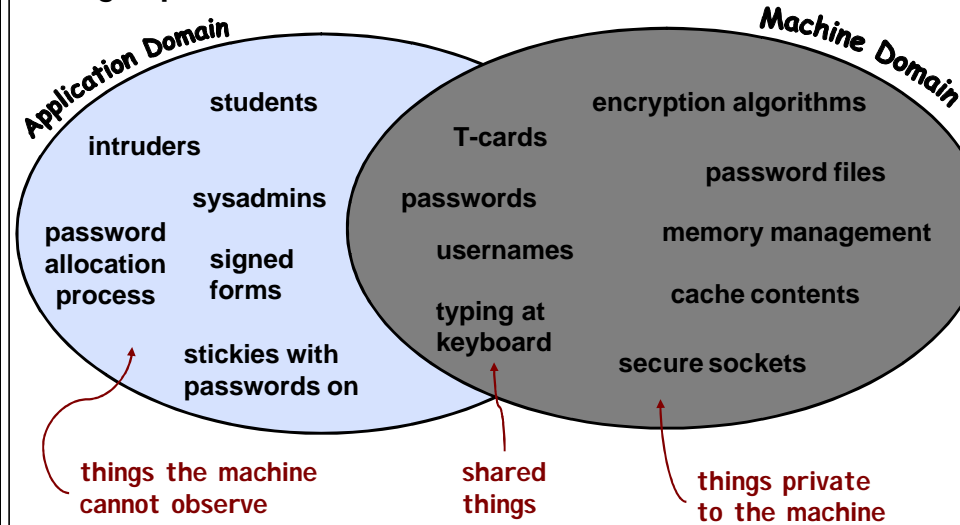 Application Domain
Machine Domain
students
intruders
sysadmins
password
allocation
process
signed
forms
stickies with
passwords on
T-cards
passwords
usernames
typing at
keyboard
encryption algorithms
password files
memory management
cache contents
secure sockets
things the machine
cannot observe
shared
things
things private
to the machine